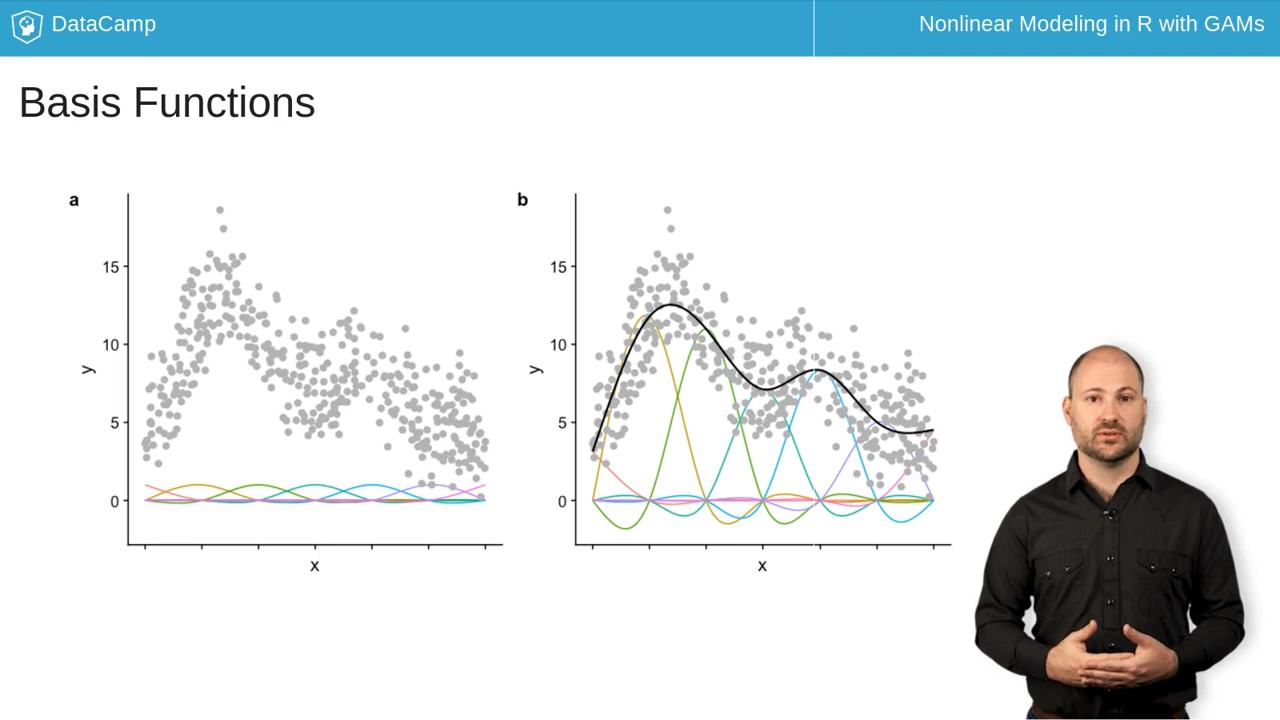 DataCamp
Nonlinear Modeling in R with GAMs
Basis Functions
a
15
10
5
0
y
x
b
15
10
5
0
y
x